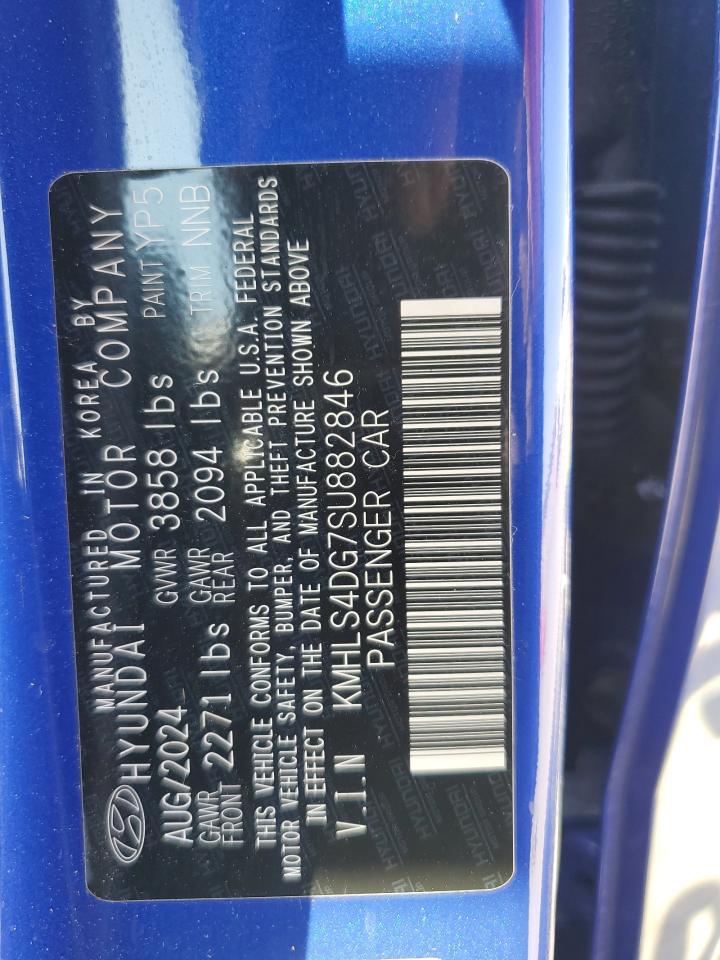 MANUFACTURED IN KOREA BY
HYUNDAI MOTOR COMPANY
AUG/2024 GVWR 3858 lbs PAINT YP5
GAWR FRONT 2271 lbs GAWR REAR 2094 lbs TRIM NNB
THIS VEHICLE CONFORMS TO ALL APPLICABLE U.S.A. FEDERAL
MOTOR VEHICLE SAFETY, BUMPER, AND THEFT PREVENTION STANDARDS
IN EFFECT ON THE DATE OF MANUFACTURE SHOWN ABOVE
V.I.N KMHLS4DG7SU882846
PASSENGER CAR